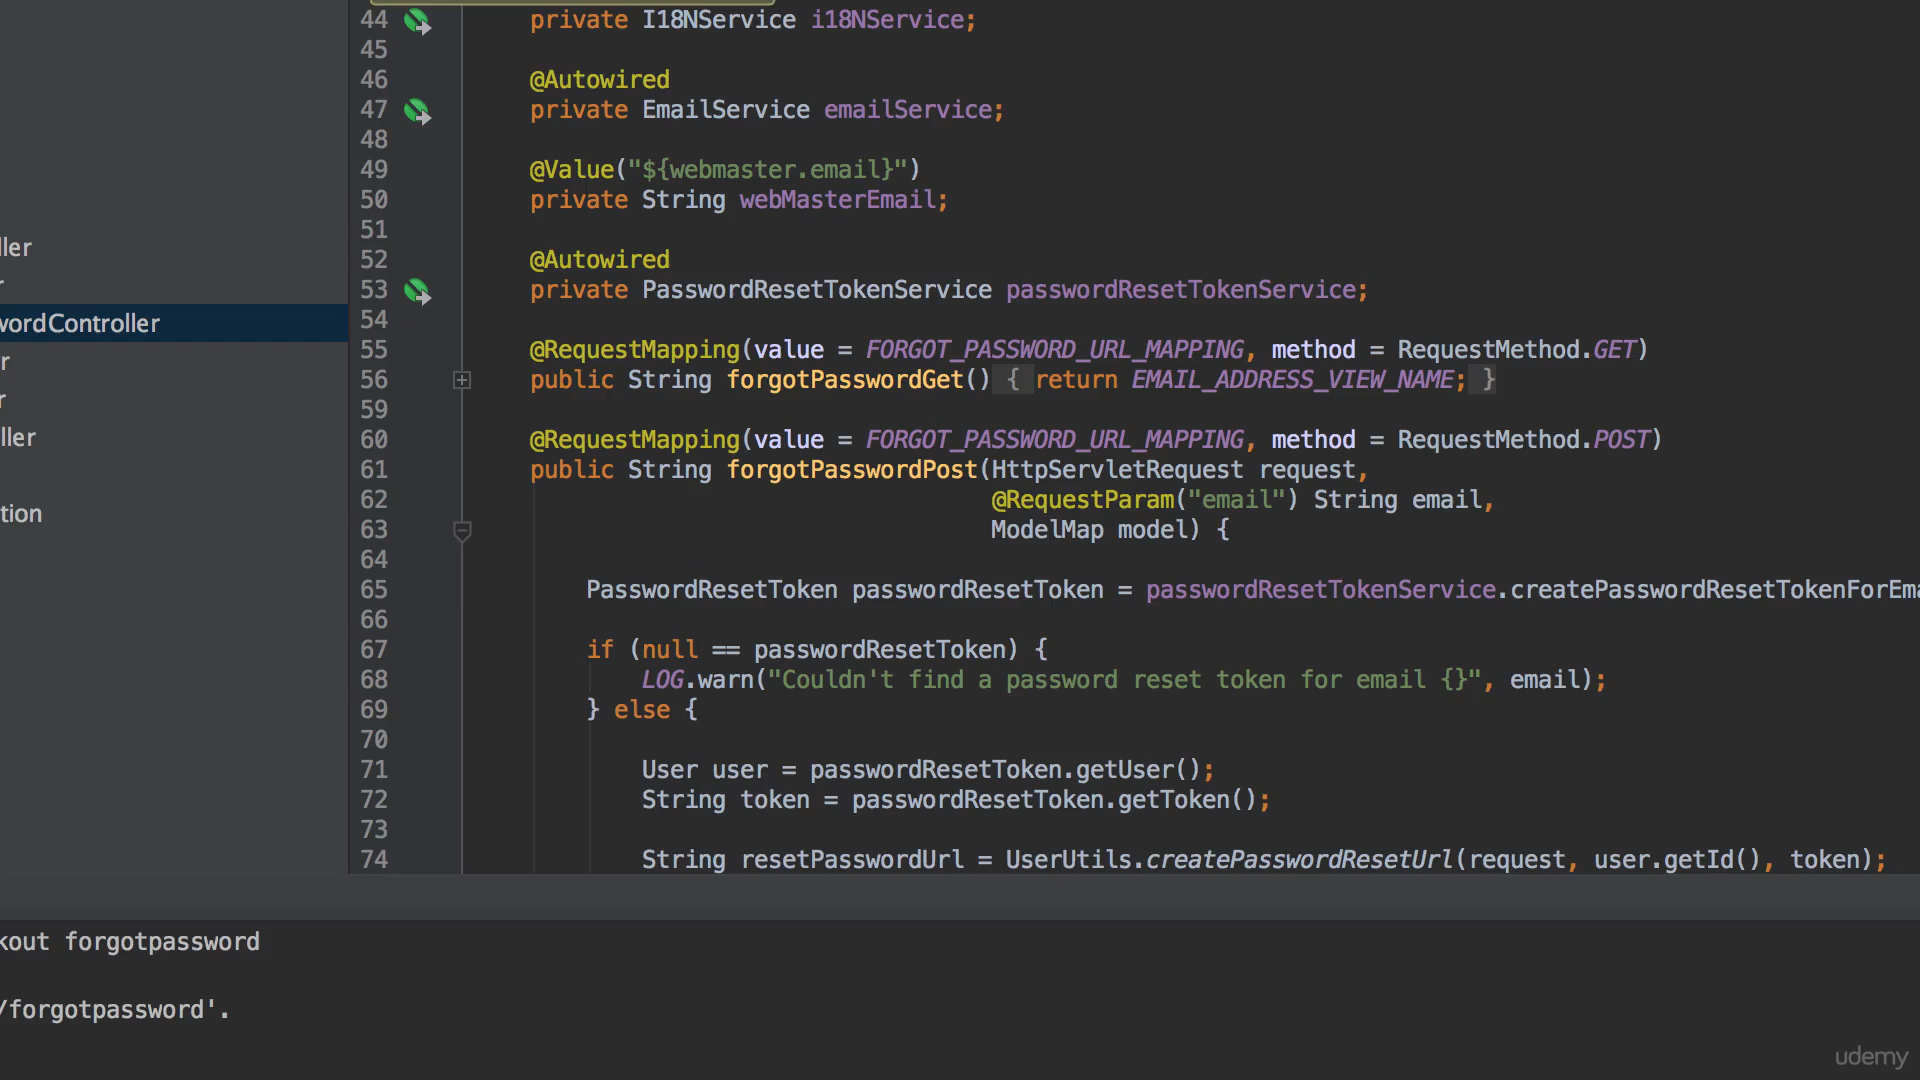 44 private I18NService i18NService;
45
46 @Autowired
47 private EmailService emailService;
48
49 @Value("${webmaster.email}")
50 private String webMasterEmail;
51
ller
52 @Autowired
r
53 private PasswordResetTokenService passwordResetTokenService;
wordController
54
55 @RequestMapping(value = FORGOT_PASSWORD_URL_MAPPING, method = RequestMethod.GET)
r
56 public String forgotPasswordGet() { return EMAIL_ADDRESS_VIEW_NAME; }
r
59
ller
60 @RequestMapping(value = FORGOT_PASSWORD_URL_MAPPING, method = RequestMethod.POST)
61 public String forgotPasswordPost(HttpServletRequest request,
62 @RequestParam("email") String email,
tion
63 ModelMap model) {
64
65 PasswordResetToken passwordResetToken = passwordResetTokenService.createPasswordResetTokenForEma
66
67 if (null == passwordResetToken) {
68 LOG.warn("Couldn't find a password reset token for email {}", email);
69 } else {
70
71 User user = passwordResetToken.getUser();
72 String token = passwordResetToken.getToken();
73
74 String resetPasswordUrl = UserUtils.createPasswordResetUrl(request, user.getId(), token);
kout forgotpassword
/forgotpassword'.
udemy